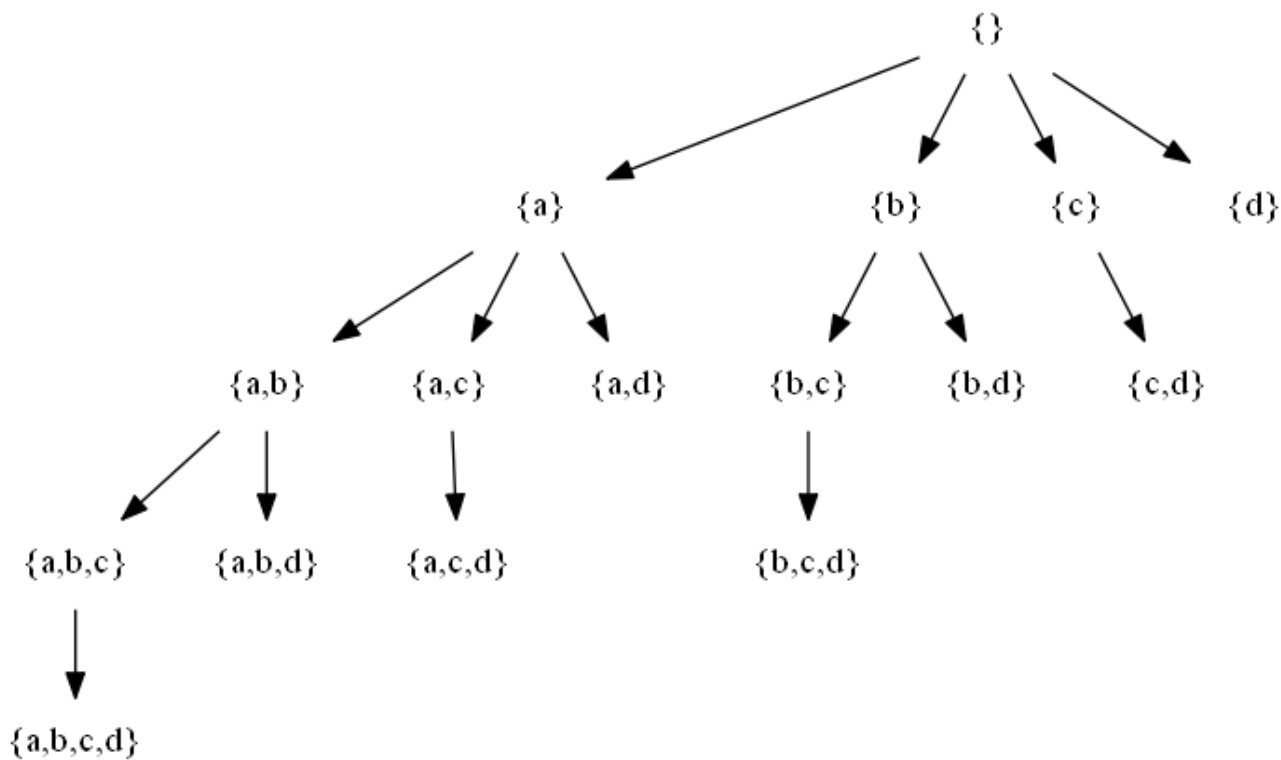 {}
{a} {b} {c} {d}
{a,b} {a,c} {a,d} {b,c} {b,d} {c,d}
{a,b,c} {a,b,d} {a,c,d} {b,c,d}
{a,b,c,d}